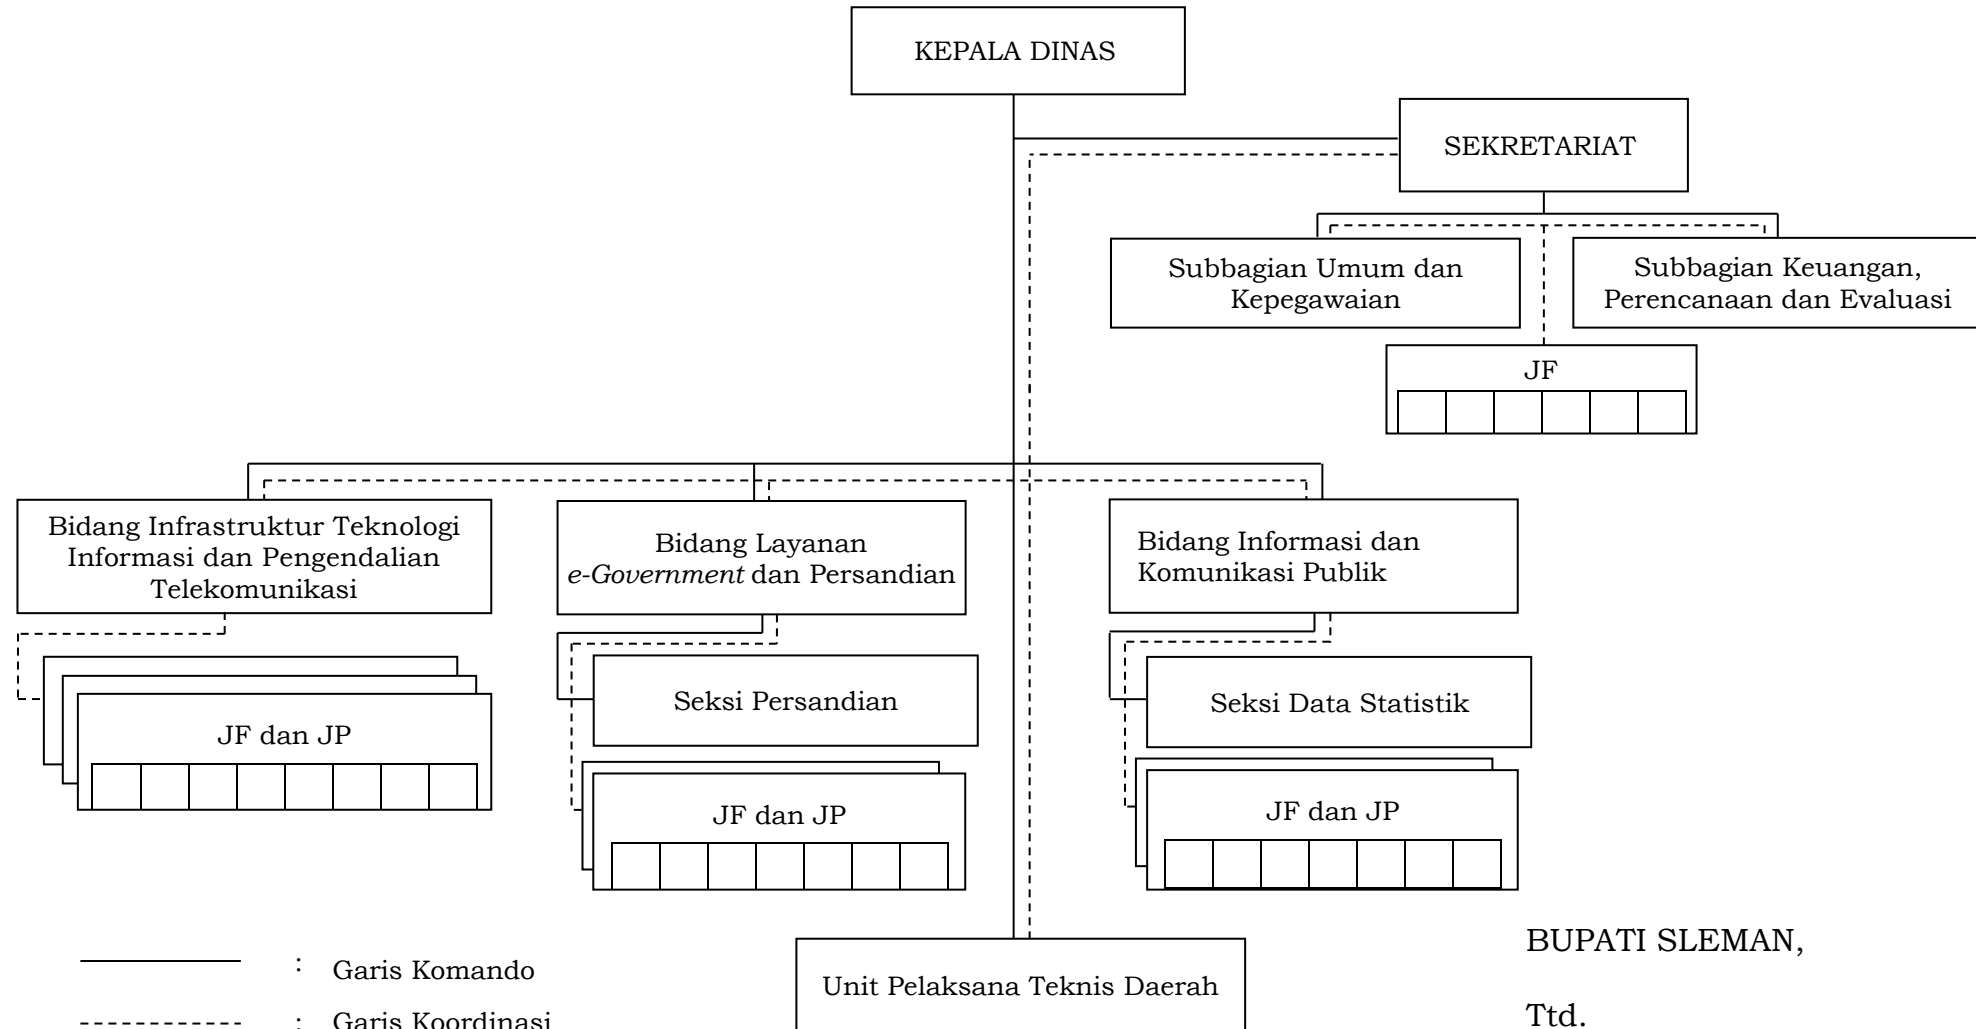 KEPALA DINAS
SEKRETARIAT
Subbagian Umum dan
Kepegawaian
Subbagian Keuangan,
Perencanaan dan Evaluasi
JF
Bidang Infrastruktur Teknologi
Informasi dan Pengendalian
Telekomunikasi
Bidang Layanan
e-Government dan Persandian
Bidang Informasi dan
Komunikasi Publik
JF dan JP
Seksi Persandian
JF dan JP
Seksi Data Statistik
JF dan JP
: Garis Komando
: Garis Koordinasi
Unit Pelaksana Teknis Daerah
BUPATI SLEMAN,
Ttd.